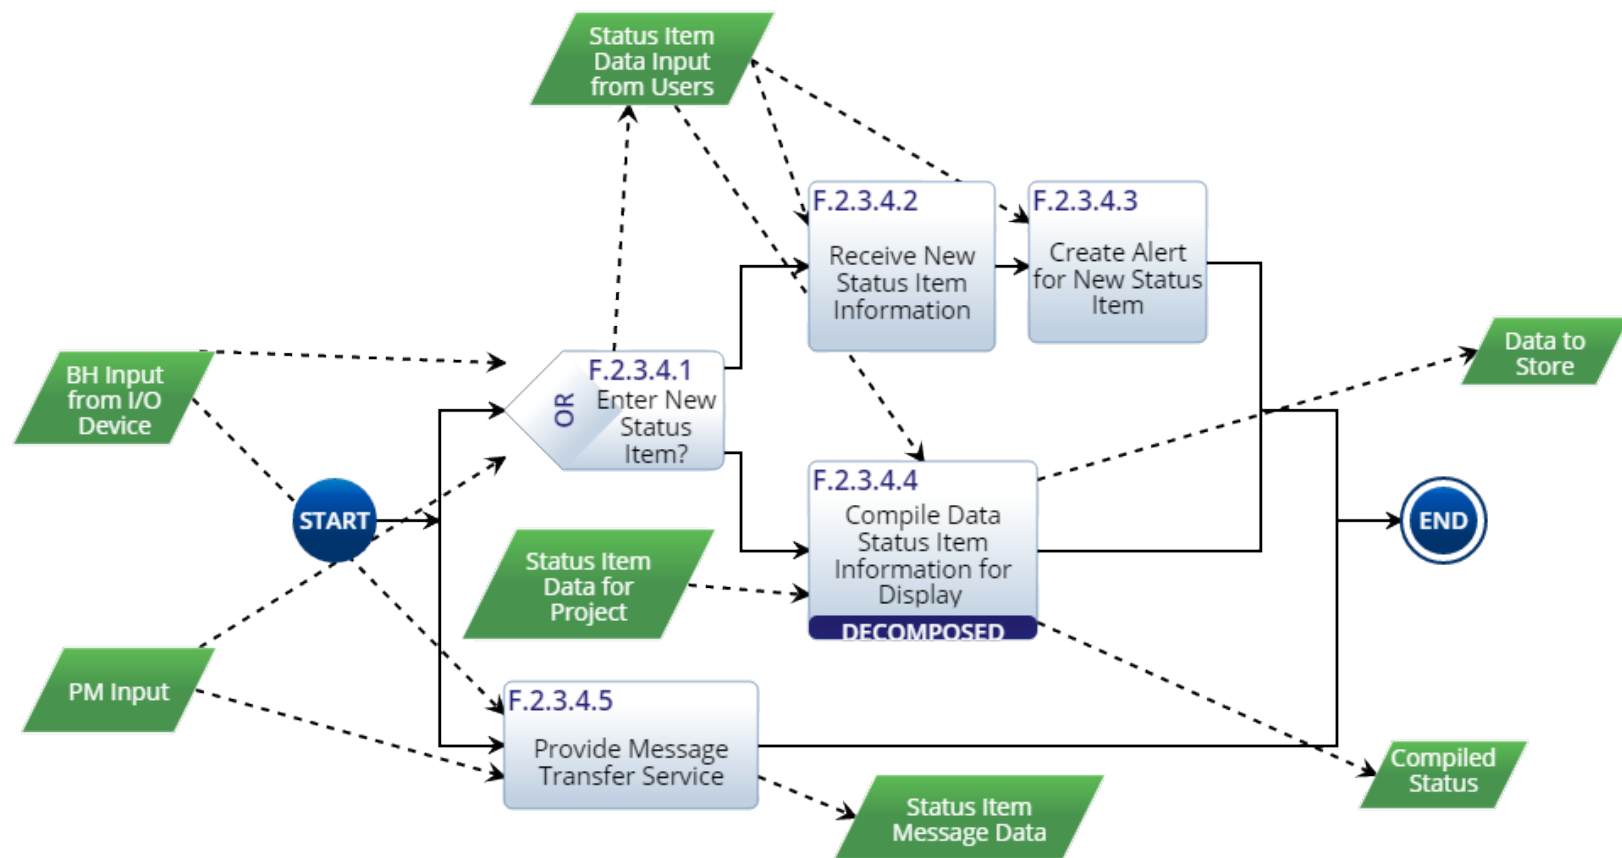 Status Item
Data Input
from Users
F.2.3.4.2
Receive New
Status Item
Information
F.2.3.4.3
Create Alert
for New Status
Item
Data to
Store
BH Input
from I/O
Device
OR
F.2.3.4.1
Enter New
Status
Item?
START
F.2.3.4.4
Compile Data
Status Item
Information for
Display
DECOMPOSED
END
Status Item
Data for
Project
PM Input
F.2.3.4.5
Provide Message
Transfer Service
Compiled
Status
Status Item
Message Data